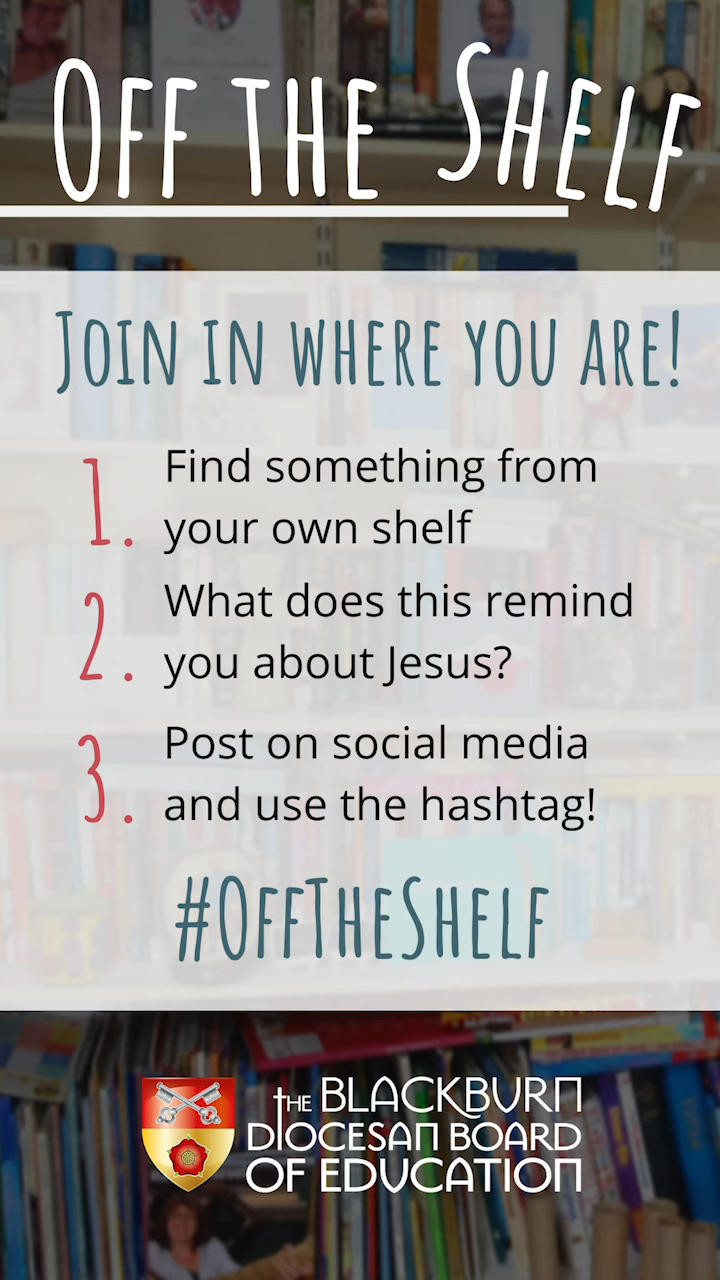 OFF THE SHELF
JOIN IN WHERE YOU ARE!
1. Find something from
your own shelf
2. What does this remind
you about Jesus?
3. Post on social media
and use the hashtag!
#OFFTHESHELF
THE BLACKBURN
DIOCESAN BOARD
OF EDUCATION